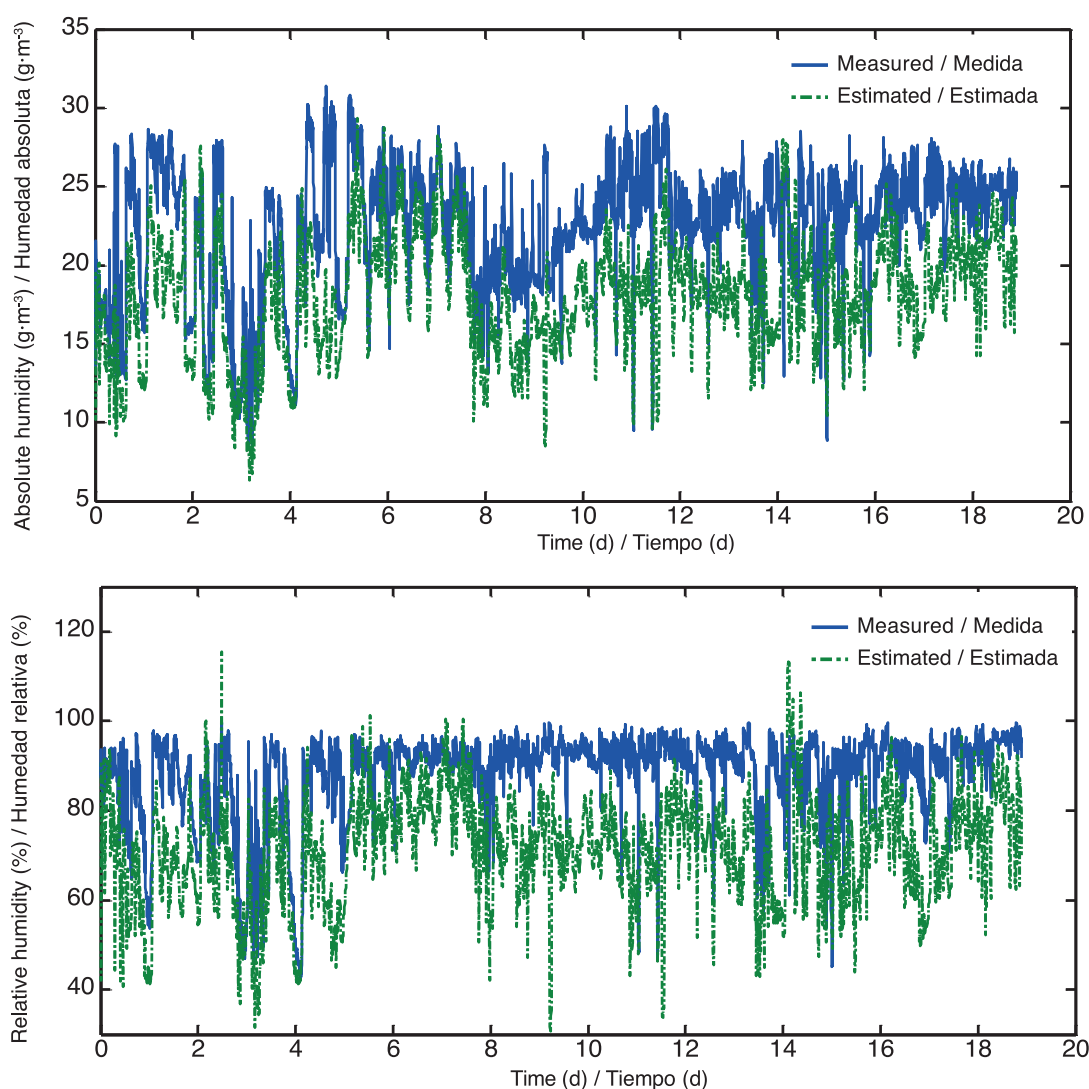 Absolute humidity (g·m⁻³) / Humedad absoluta (g·m⁻³)
35
30
25
20
15
10
5
Measured / Medida
Estimated / Estimada
0 2 4 6 8 10 12 14 16 18 20
Time (d) / Tiempo (d)
Relative humidity (%) / Humedad relativa (%)
120
100
80
60
40
Measured / Medida
Estimated / Estimada
0 2 4 6 8 10 12 14 16 18 20
Time (d) / Tiempo (d)